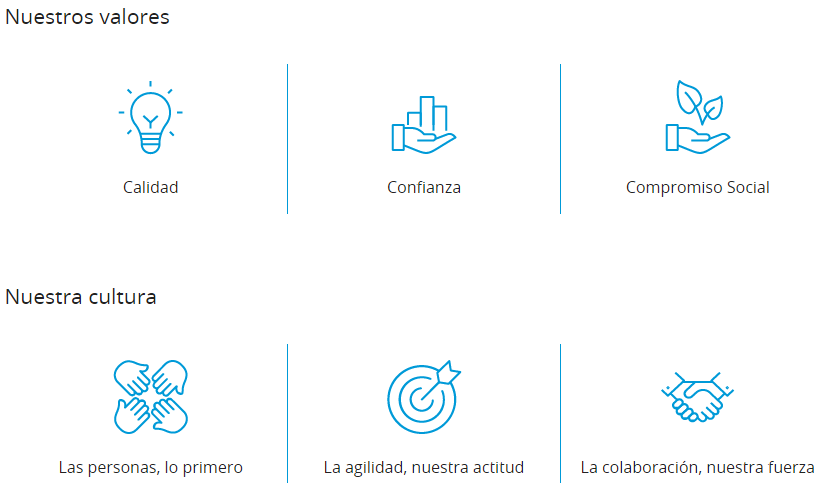 Nuestros valores
Calidad
Confianza
Compromiso Social
Nuestra cultura
Las personas, lo primero
La agilidad, nuestra actitud
La colaboración, nuestra fuerza